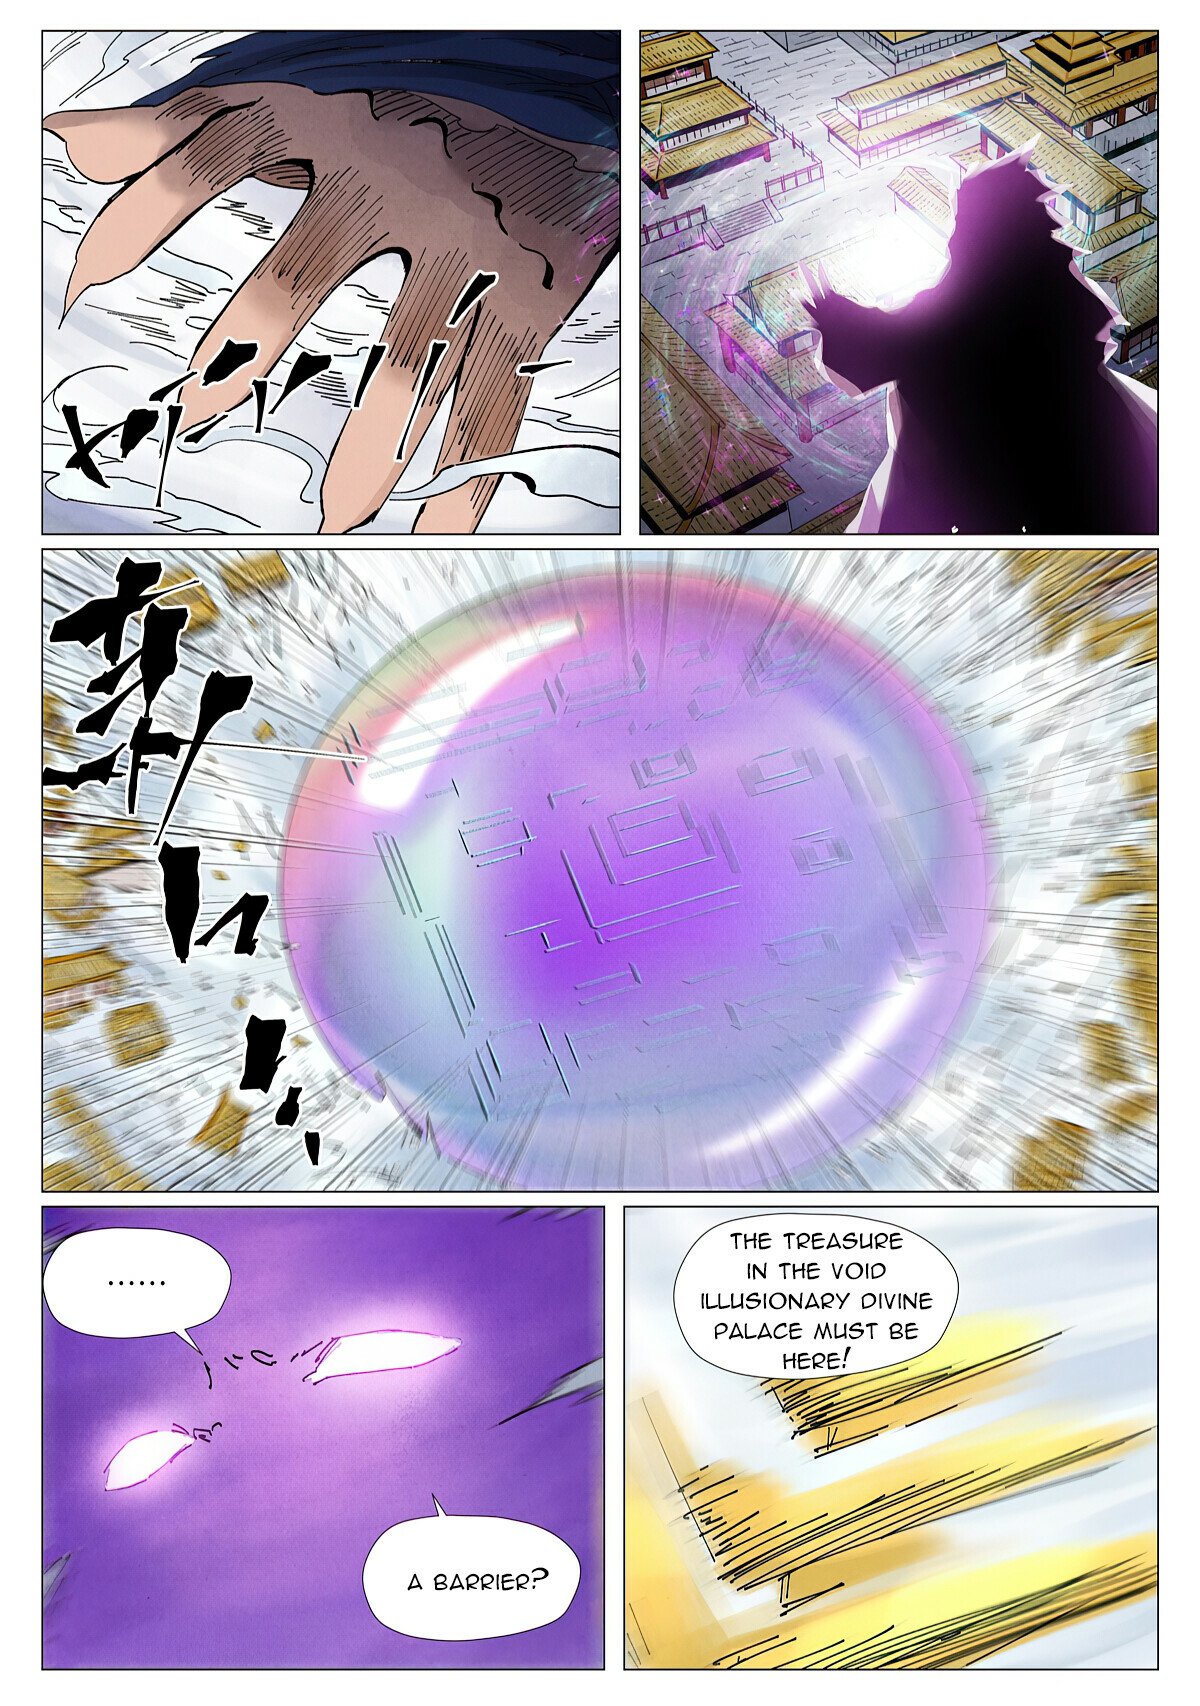 ......
A BARRIER?
THE TREASURE
IN THE VOID
ILLUSIONARY DIVINE
PALACE MUST BE
HERE!